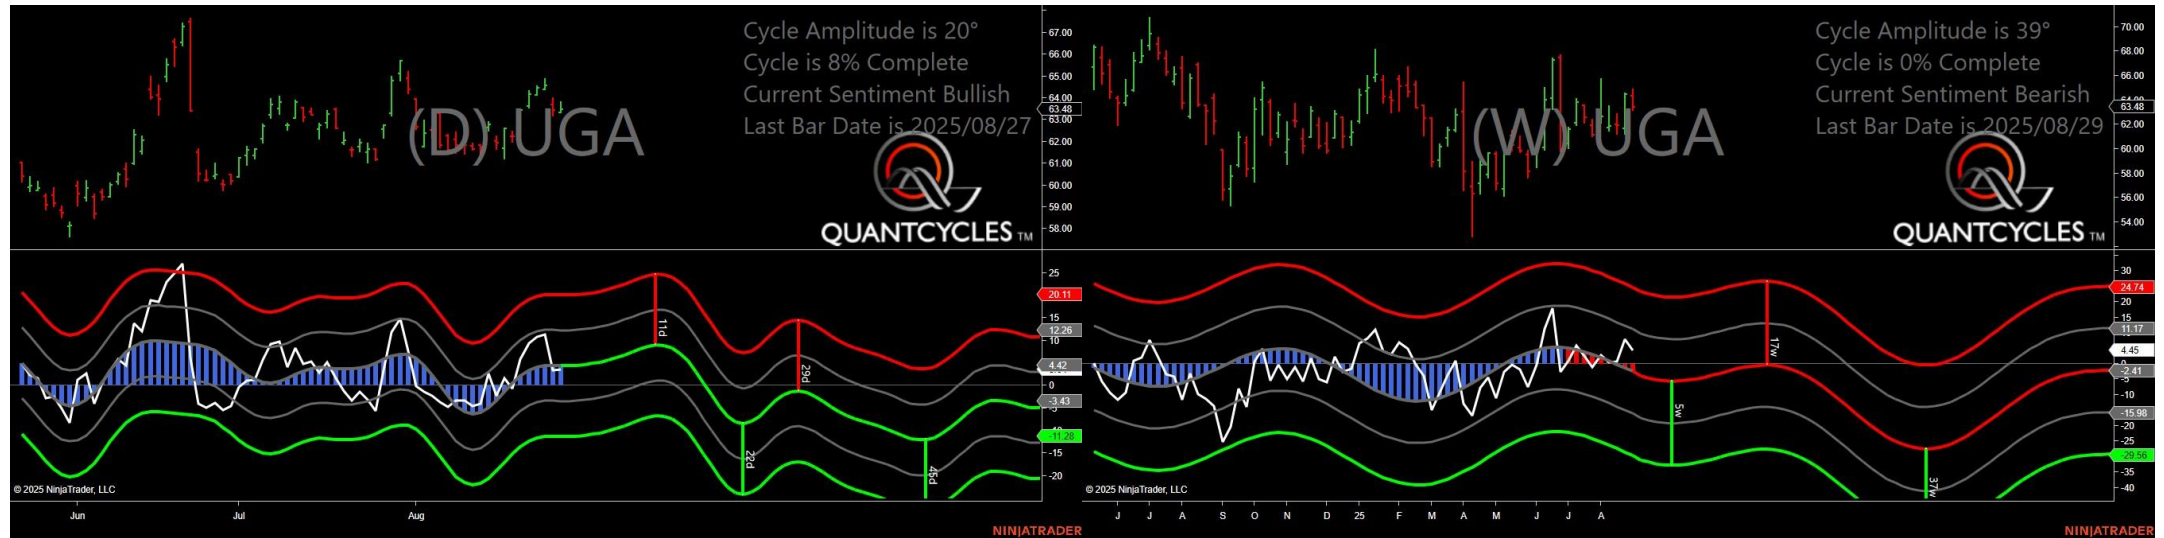 Cycle Amplitude is 20°
Cycle is 8% Complete
Current Sentiment Bullish
Last Bar Date is 2025/08/27
(D) UGA
QUANTCYCLES TM
67.00
66.00
65.00
64.00
63.48
63.00
62.00
61.00
60.00
59.00
58.00
25
20.11
15
12.26
10
4.42
0
-3.43
-11.28
-15
-20
11d
22d
29d
45d
© 2025 NinjaTrader, LLC
Jun Jul Aug
NINJATRADER
Cycle Amplitude is 39°
Cycle is 0% Complete
Current Sentiment Bearish
Last Bar Date is 2025/08/29
(W) UGA
QUANTCYCLES TM
70.00
68.00
66.00
63.48
62.00
60.00
58.00
56.00
54.00
30
24.74
20
15
11.17
4.45
-2.41
-5
-10
-15.98
-20
-25
-29.56
-35
-40
5w
17w
37w
© 2025 NinjaTrader, LLC
J J A S O N D 25 F M A M J J A
NINJATRADER